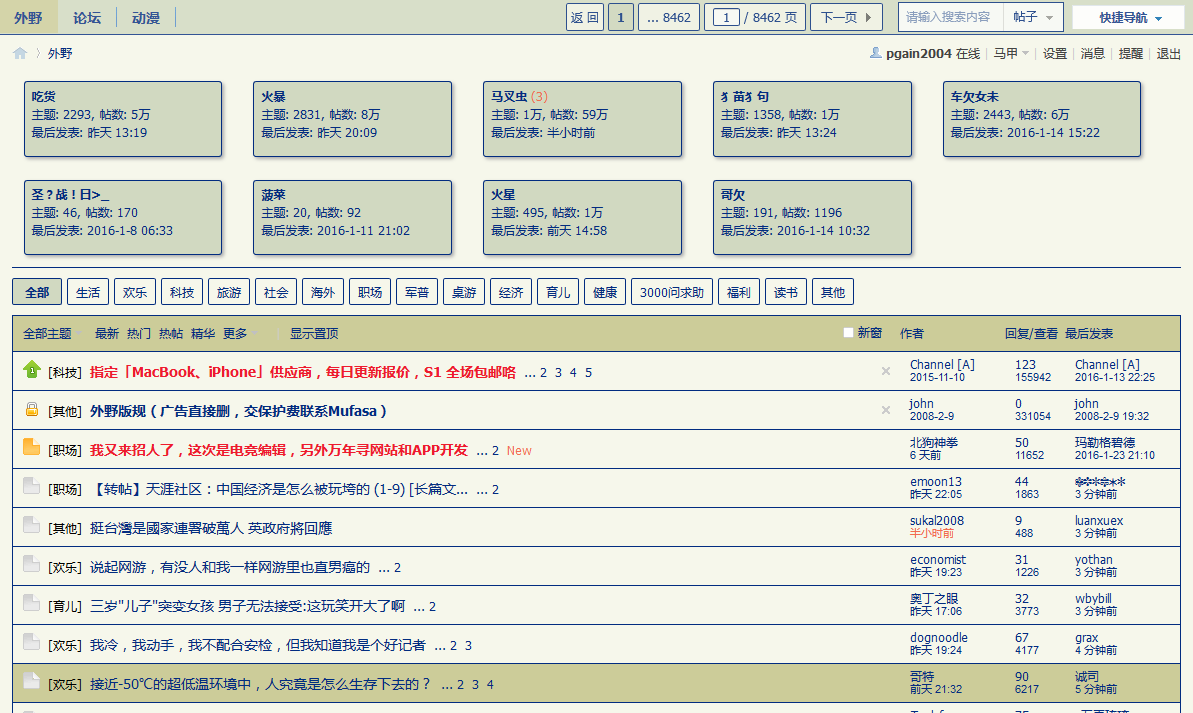 外野 论坛 动漫 返 回 1 ... 8462 1 / 8462 页 下一页 请输入搜索内容 帖子 快捷导航
外野 pgain2004 在线 马甲 设置 消息 提醒 退出
吃货
主题: 2293, 帖数: 5万
最后发表: 昨天 13:19
火暴
主题: 2831, 帖数: 8万
最后发表: 昨天 20:09
马叉虫 (3)
主题: 1万, 帖数: 59万
最后发表: 半小时前
犭苗犭句
主题: 1358, 帖数: 1万
最后发表: 昨天 13:24
车欠女未
主题: 2443, 帖数: 6万
最后发表: 2016-1-14 15:22
圣？战！日>_
主题: 46, 帖数: 170
最后发表: 2016-1-8 06:33
菠菜
主题: 20, 帖数: 92
最后发表: 2016-1-11 21:02
火星
主题: 495, 帖数: 1万
最后发表: 前天 14:58
哥欠
主题: 191, 帖数: 1196
最后发表: 2016-1-14 10:32
全部 生活 欢乐 科技 旅游 社会 海外 职场 军普 桌游 经济 育儿 健康 3000问求助 福利 读书 其他
全部主题 最新 热门 热帖 精华 更多 显示置顶 新窗 作者 回复/查看 最后发表
[科技] 指定「MacBook、iPhone」供应商，每日更新报价，S1 全场包邮咯 ... 2 3 4 5 Channel [A] 123 Channel [A]
2015-11-10 155942 2016-1-13 22:25
[其他] 外野版规（广告直接删，交保护费联系Mufasa） john 0 john
2008-2-9 331054 2008-2-9 19:32
[职场] 我又来招人了，这次是电竞编辑，另外万年寻网站和APP开发 ... 2 New 北狗神拳 50 玛勒格碧德
6 天前 11652 2016-1-23 21:10
[职场] 【转帖】天涯社区：中国经济是怎么被玩垮的 (1-9) [长篇文... ... 2 emoon13 44
昨天 22:05 1863 3 分钟前
[其他] 挺台灣是國家連署破萬人 英政府將回應 sukal2008 9 luanxuex
半小时前 488 3 分钟前
[欢乐] 说起网游，有没人和我一样网游里也直男癌的 ... 2 economist 31 yothan
昨天 19:23 1226 3 分钟前
[育儿] 三岁"儿子"突变女孩 男子无法接受:这玩笑开大了啊 ... 2 奥丁之眼 32 wbybill
昨天 17:06 3773 3 分钟前
[欢乐] 我冷，我动手，我不配合安检，但我知道我是个好记者 ... 2 3 dognoodle 67 grax
昨天 19:24 4177 4 分钟前
[欢乐] 接近-50℃的超低温环境中，人究竟是怎么生存下去的？ ... 2 3 4 哥特 90 诚司
前天 21:32 6217 5 分钟前